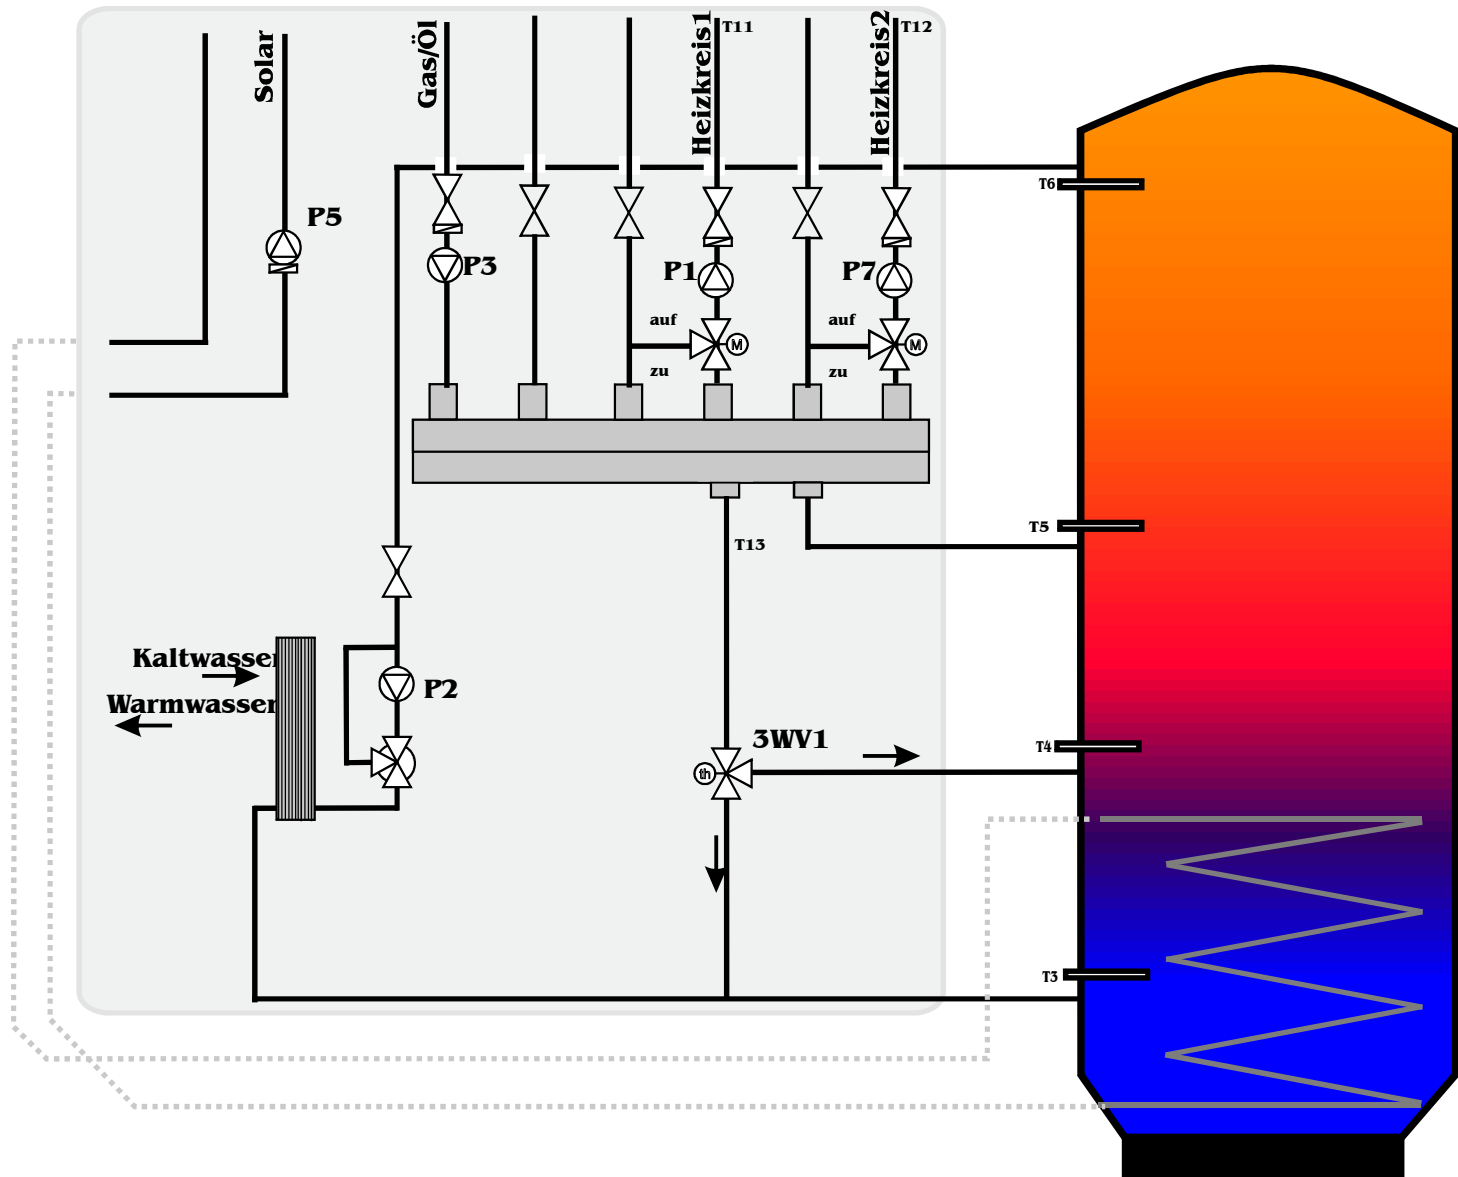 Solar
Gas/Öl
Heizkreis1
T11
Heizkreis2
T12
T6
P5
P3
P1
P7
auf
M
auf
M
zu
zu
T5
T13
Kaltwasser
P2
Warmwasser
3WV1
T4
th
T3